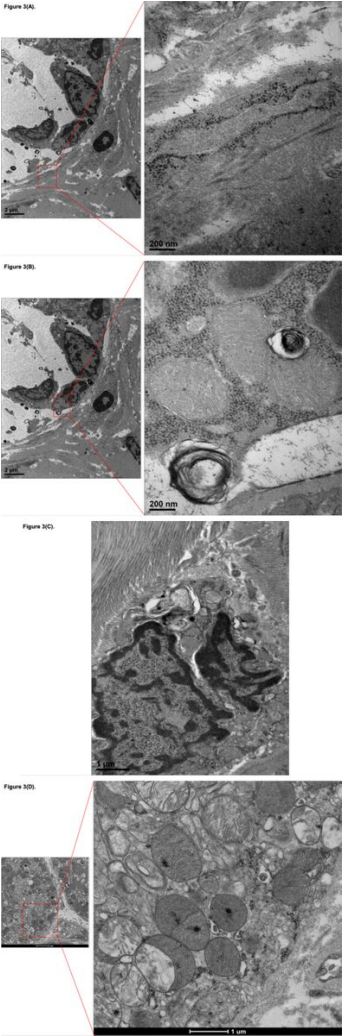 Figure 3(A).
2 µm
200 nm
Figure 3(B).
2 µm
200 nm
Figure 3(C).
1 µm
Figure 3(D).
1 µm